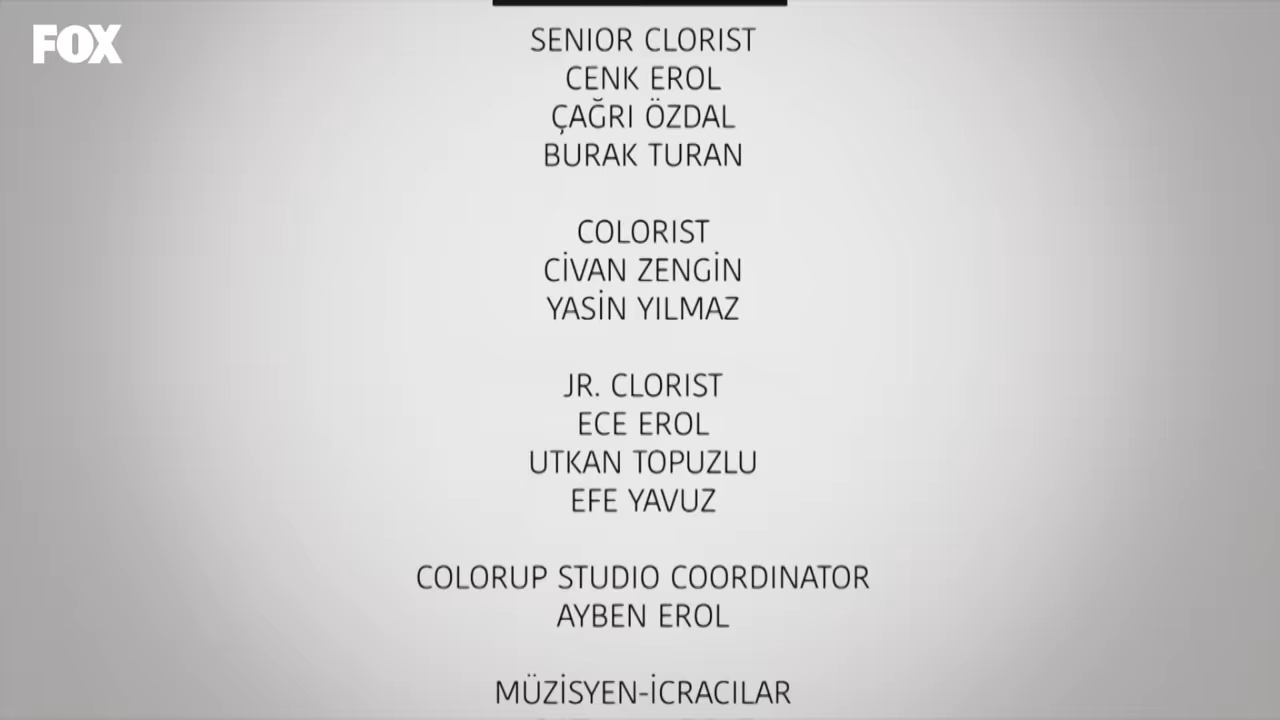 FOX
SENIOR CLORIST
CENK EROL
ÇAĞRI ÖZDAL
BURAK TURAN
COLORIST
CİVAN ZENGİN
YASİN YILMAZ
JR. CLORIST
ECE EROL
UTKAN TOPUZLU
EFE YAVUZ
COLORUP STUDIO COORDINATOR
AYBEN EROL
MÜZİSYEN-İCRACILAR